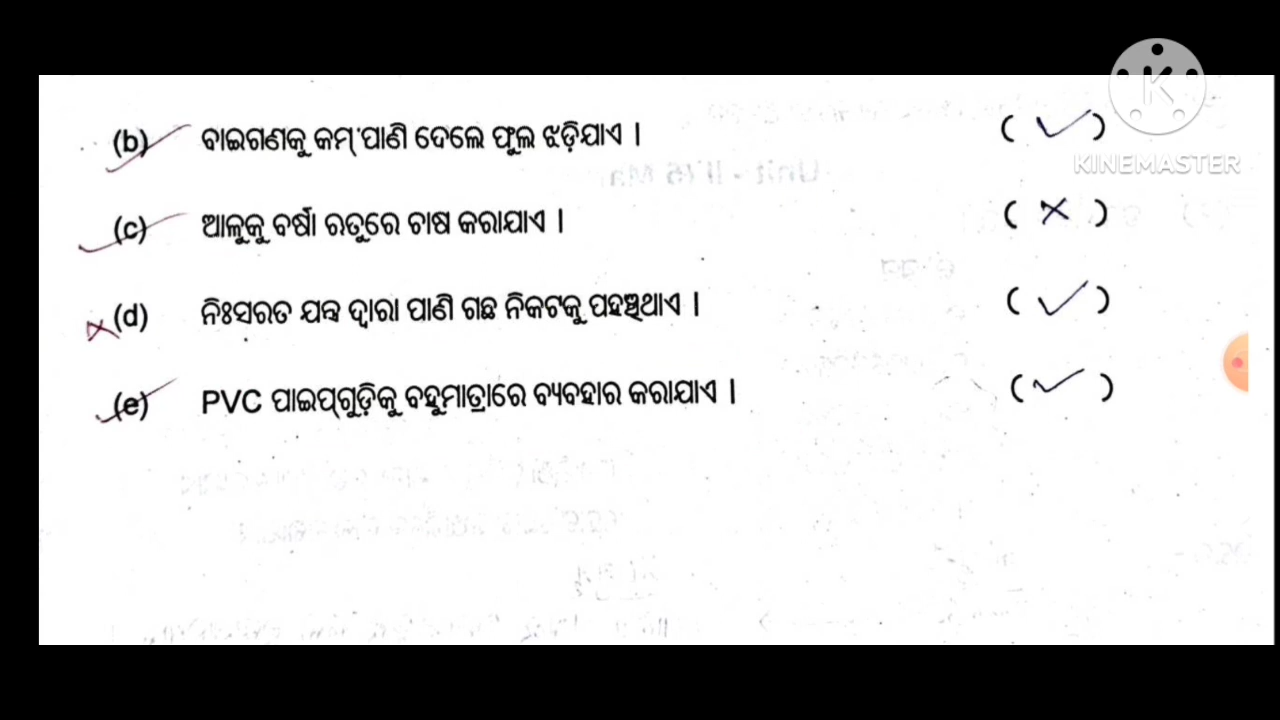 KINEMASTER
(b) ବାଇଗଣକୁ କମ୍ ପାଣି ଦେଲେ ଫୁଲ ଝଡ଼ିଯାଏ । ( ✓ )
(c) ଆଳୁକୁ ବର୍ଷା ଋତୁରେ ଚାଷ କରାଯାଏ । ( × )
(d) ନିଃସରତ ଯନ୍ତ୍ର ଦ୍ୱାରା ପାଣି ଗଛ ନିକଟକୁ ପହଞ୍ଚିଥାଏ । ( ✓ )
(e) PVC ପାଇପ୍‌ଗୁଡ଼ିକୁ ବହୁମାତ୍ରାରେ ବ୍ୟବହାର କରାଯାଏ । ( ✓ )